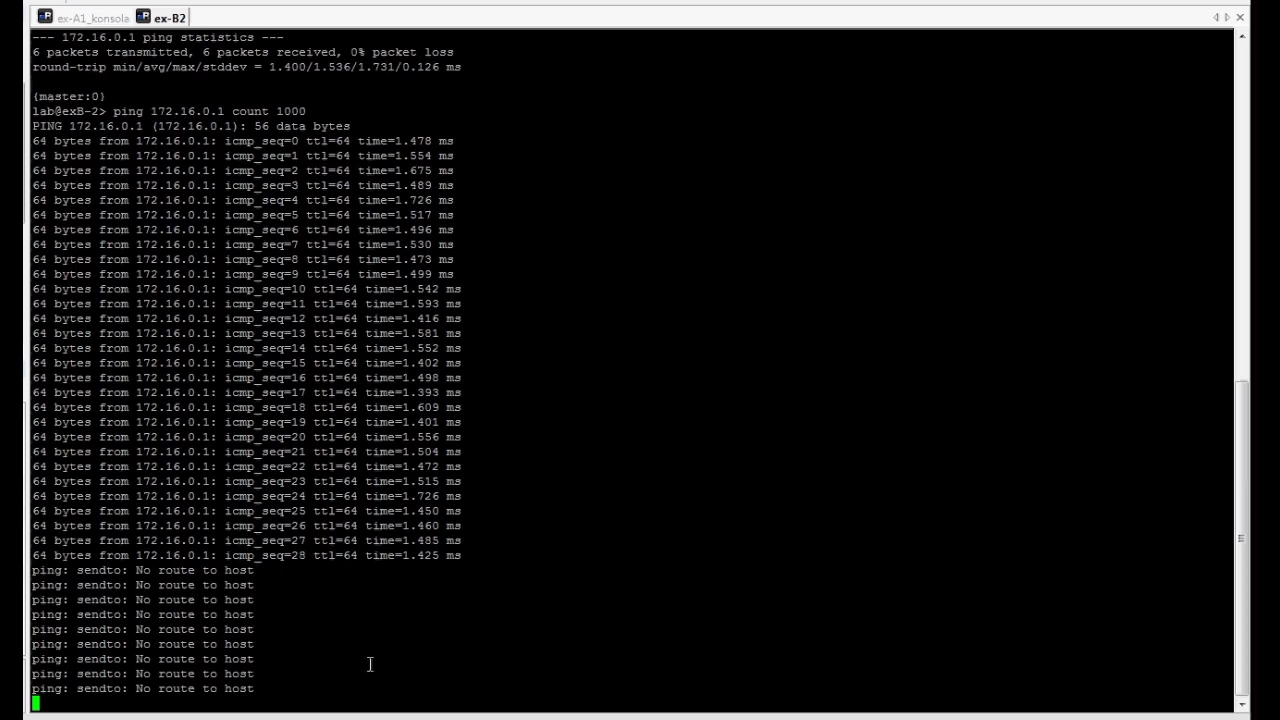 ex-A1_konsola ex-B2
--- 172.16.0.1 ping statistics ---
6 packets transmitted, 6 packets received, 0% packet loss
round-trip min/avg/max/stddev = 1.400/1.536/1.731/0.126 ms
{master:0}
lab@exB-2> ping 172.16.0.1 count 1000
PING 172.16.0.1 (172.16.0.1): 56 data bytes
64 bytes from 172.16.0.1: icmp_seq=0 ttl=64 time=1.478 ms
64 bytes from 172.16.0.1: icmp_seq=1 ttl=64 time=1.554 ms
64 bytes from 172.16.0.1: icmp_seq=2 ttl=64 time=1.675 ms
64 bytes from 172.16.0.1: icmp_seq=3 ttl=64 time=1.489 ms
64 bytes from 172.16.0.1: icmp_seq=4 ttl=64 time=1.726 ms
64 bytes from 172.16.0.1: icmp_seq=5 ttl=64 time=1.517 ms
64 bytes from 172.16.0.1: icmp_seq=6 ttl=64 time=1.496 ms
64 bytes from 172.16.0.1: icmp_seq=7 ttl=64 time=1.530 ms
64 bytes from 172.16.0.1: icmp_seq=8 ttl=64 time=1.473 ms
64 bytes from 172.16.0.1: icmp_seq=9 ttl=64 time=1.499 ms
64 bytes from 172.16.0.1: icmp_seq=10 ttl=64 time=1.542 ms
64 bytes from 172.16.0.1: icmp_seq=11 ttl=64 time=1.593 ms
64 bytes from 172.16.0.1: icmp_seq=12 ttl=64 time=1.416 ms
64 bytes from 172.16.0.1: icmp_seq=13 ttl=64 time=1.581 ms
64 bytes from 172.16.0.1: icmp_seq=14 ttl=64 time=1.552 ms
64 bytes from 172.16.0.1: icmp_seq=15 ttl=64 time=1.402 ms
64 bytes from 172.16.0.1: icmp_seq=16 ttl=64 time=1.498 ms
64 bytes from 172.16.0.1: icmp_seq=17 ttl=64 time=1.393 ms
64 bytes from 172.16.0.1: icmp_seq=18 ttl=64 time=1.609 ms
64 bytes from 172.16.0.1: icmp_seq=19 ttl=64 time=1.401 ms
64 bytes from 172.16.0.1: icmp_seq=20 ttl=64 time=1.556 ms
64 bytes from 172.16.0.1: icmp_seq=21 ttl=64 time=1.504 ms
64 bytes from 172.16.0.1: icmp_seq=22 ttl=64 time=1.472 ms
64 bytes from 172.16.0.1: icmp_seq=23 ttl=64 time=1.515 ms
64 bytes from 172.16.0.1: icmp_seq=24 ttl=64 time=1.726 ms
64 bytes from 172.16.0.1: icmp_seq=25 ttl=64 time=1.450 ms
64 bytes from 172.16.0.1: icmp_seq=26 ttl=64 time=1.460 ms
64 bytes from 172.16.0.1: icmp_seq=27 ttl=64 time=1.485 ms
64 bytes from 172.16.0.1: icmp_seq=28 ttl=64 time=1.425 ms
ping: sendto: No route to host
ping: sendto: No route to host
ping: sendto: No route to host
ping: sendto: No route to host
ping: sendto: No route to host
ping: sendto: No route to host
ping: sendto: No route to host
ping: sendto: No route to host
ping: sendto: No route to host